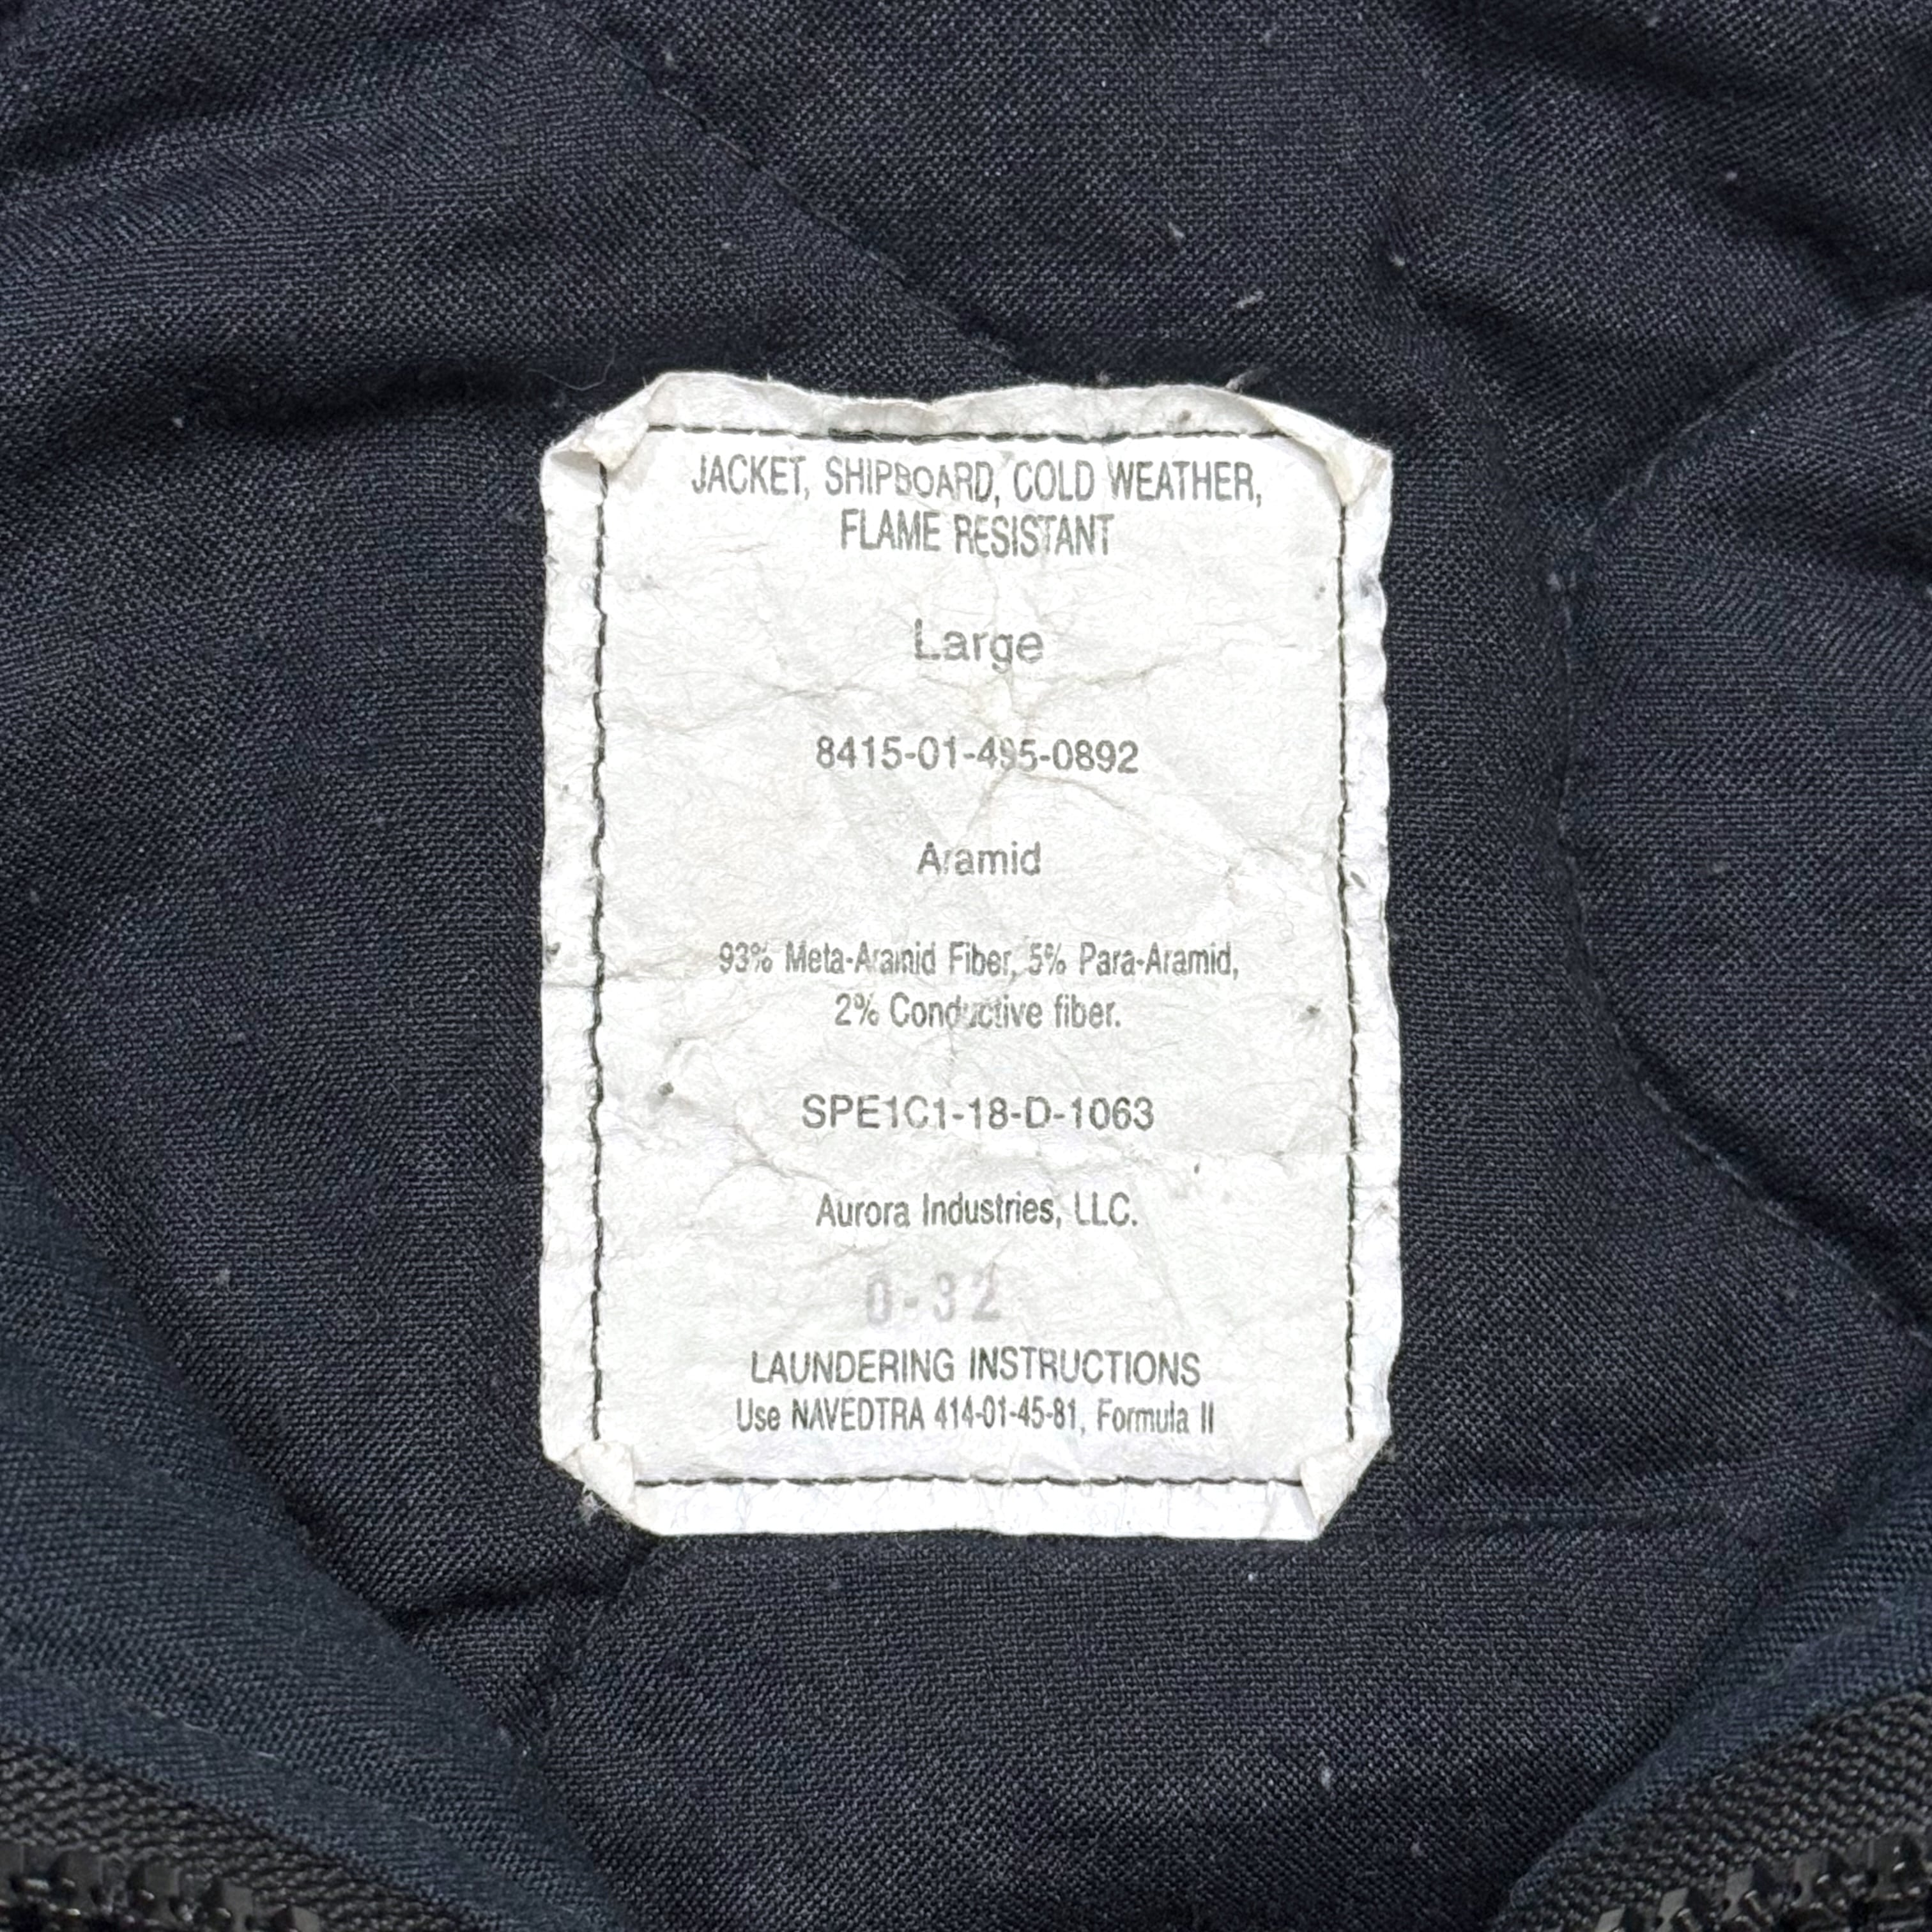 JACKET, SHIPBOARD, COLD WEATHER,
FLAME RESISTANT
Large
8415-01-495-0892
Aramid
93% Meta-Aramid Fiber, 5% Para-Aramid,
2% Conductive fiber.
SPE1C1-18-D-1063
Aurora Industries, LLC.
0-32
LAUNDERING INSTRUCTIONS
Use NAVEDTRA 414-01-45-81, Formula II